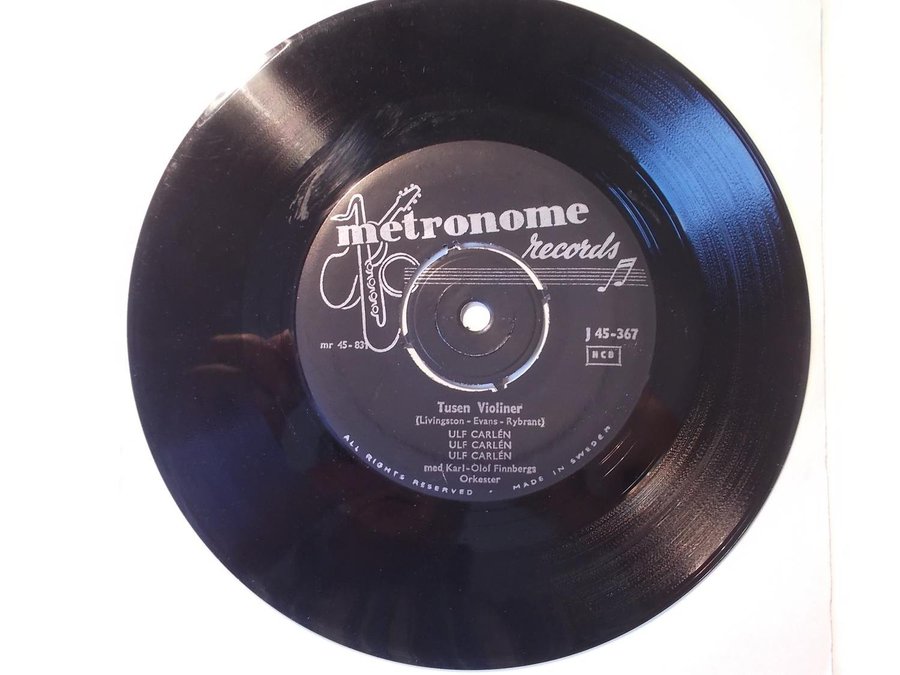 metronome
records
J 45-367
mr 45-831
NCB
Tusen Violiner
(Livingston - Evans - Rybrant)
ULF CARLÉN
ULF CARLÉN
ULF CARLÉN
med Karl-Olof Finnbergs
Orkester
ALL RIGHTS RESERVED • MADE IN SWEDEN